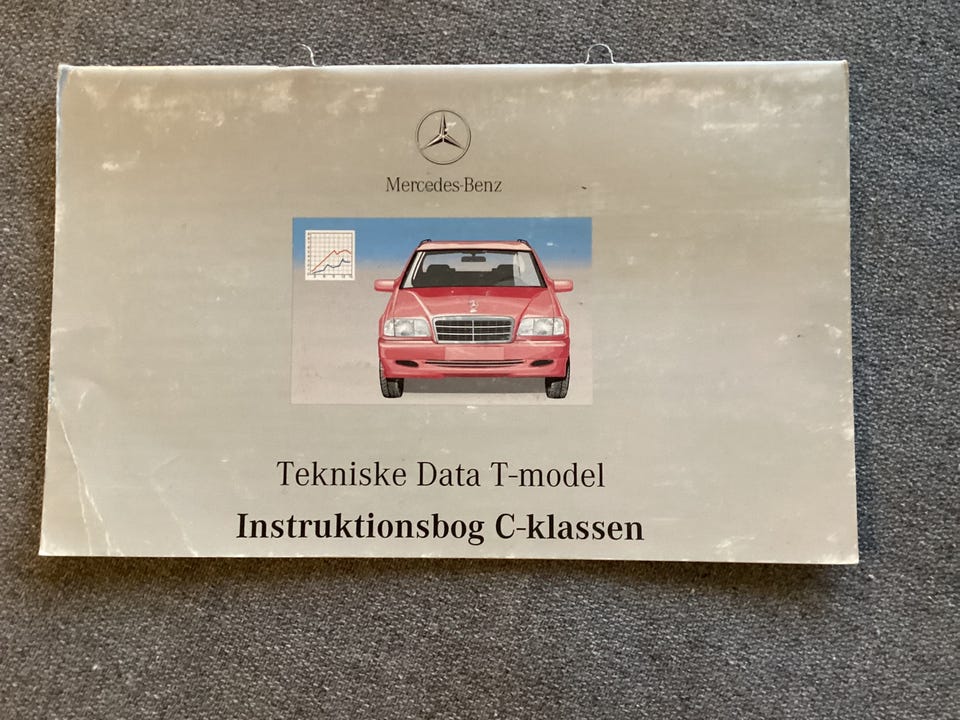 Mercedes-Benz
Tekniske Data T-model
Instruktionsbog C-klassen